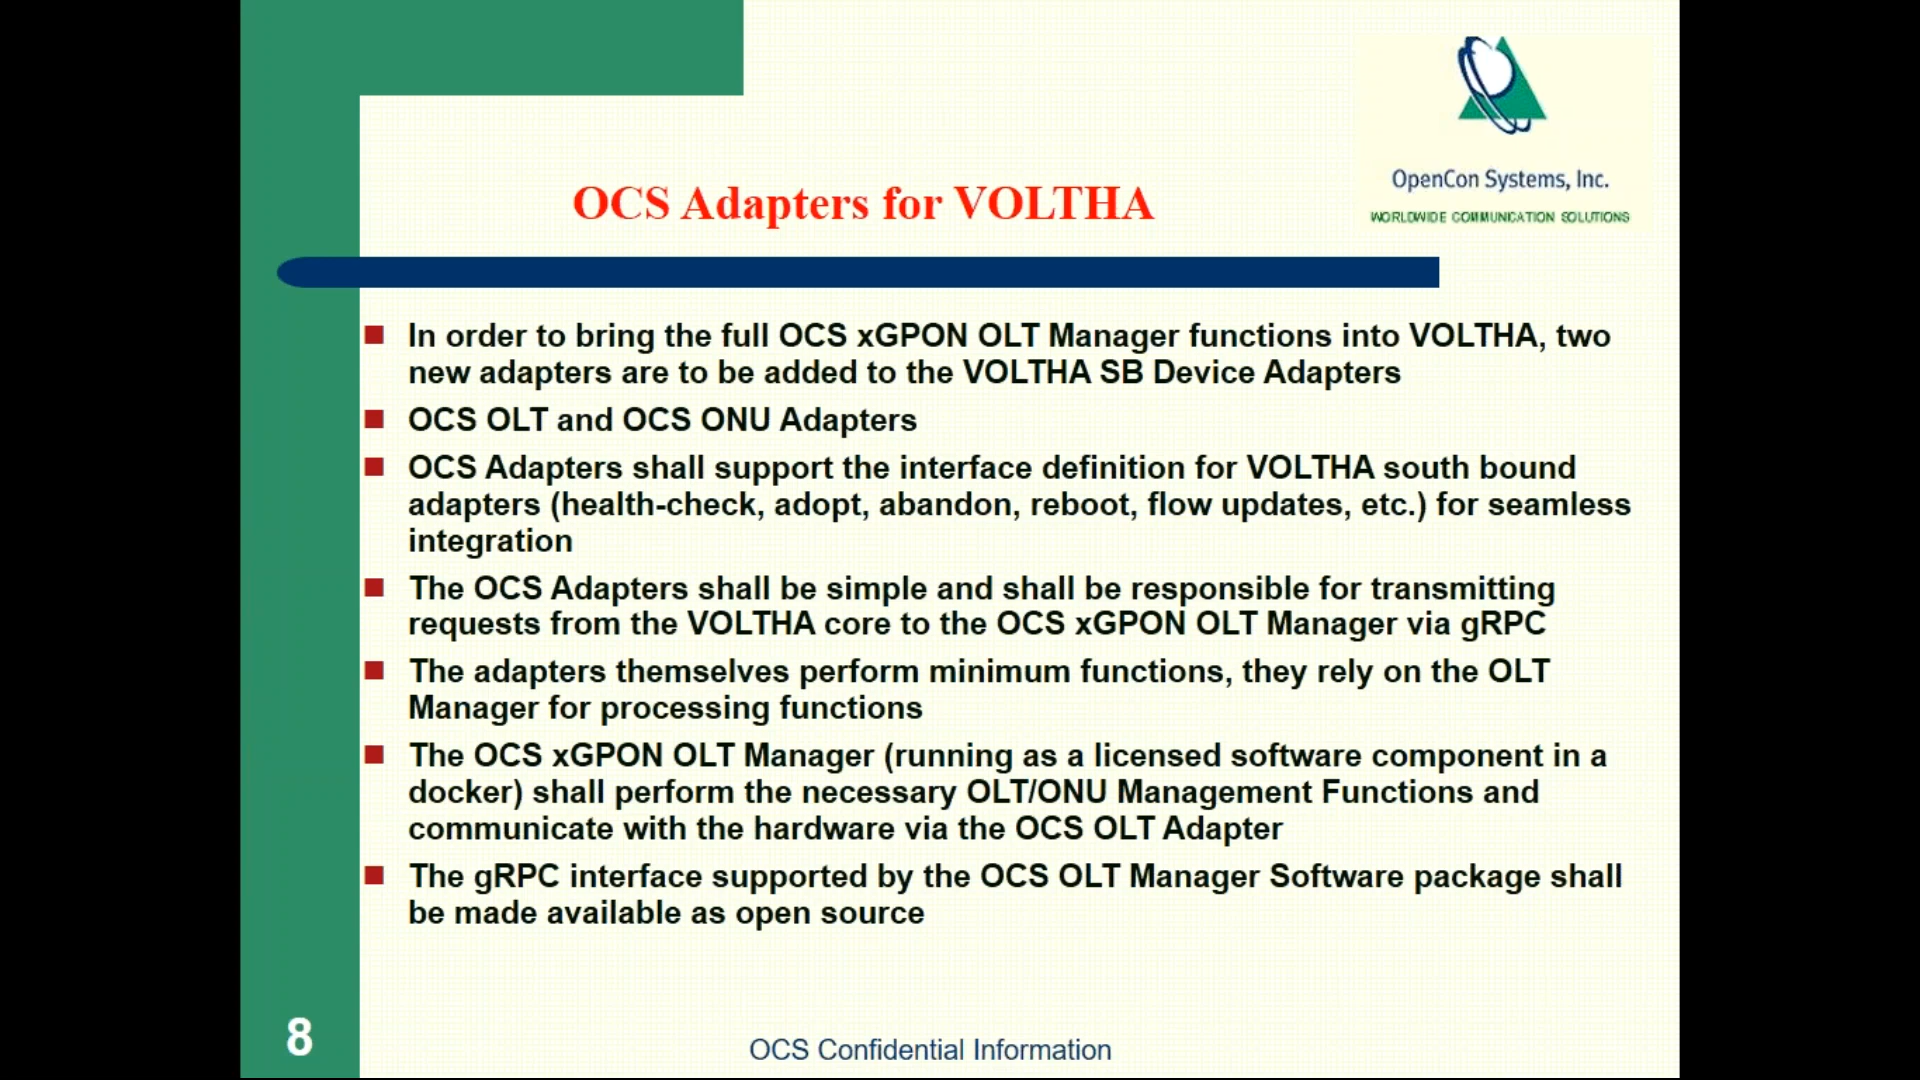 OpenCon Systems, Inc.
WORLDWIDE COMMUNICATION SOLUTIONS
OCS Adapters for VOLTHA
In order to bring the full OCS xGPON OLT Manager functions into VOLTHA, two
new adapters are to be added to the VOLTHA SB Device Adapters
OCS OLT and OCS ONU Adapters
OCS Adapters shall support the interface definition for VOLTHA south bound
adapters (health-check, adopt, abandon, reboot, flow updates, etc.) for seamless
integration
The OCS Adapters shall be simple and shall be responsible for transmitting
requests from the VOLTHA core to the OCS xGPON OLT Manager via gRPC
The adapters themselves perform minimum functions, they rely on the OLT
Manager for processing functions
The OCS xGPON OLT Manager (running as a licensed software component in a
docker) shall perform the necessary OLT/ONU Management Functions and
communicate with the hardware via the OCS OLT Adapter
The gRPC interface supported by the OCS OLT Manager Software package shall
be made available as open source
8
OCS Confidential Information